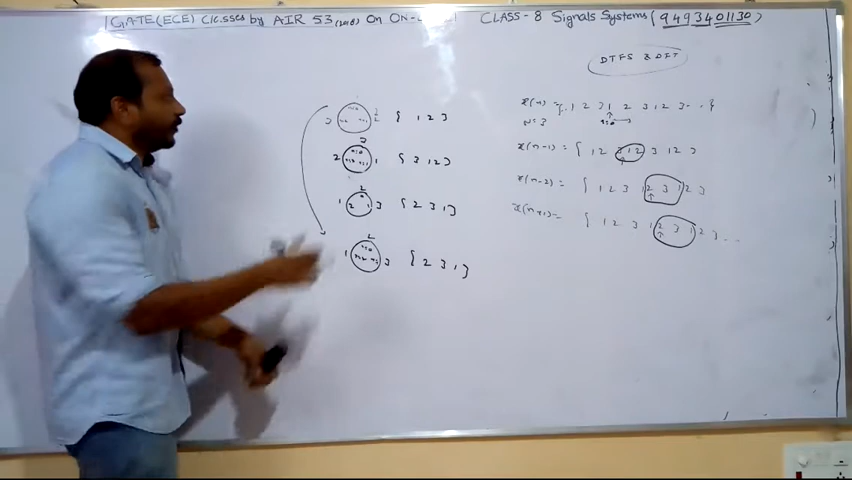 GATE(ECE) Classes by AIR 53 (2018) On ON- CLASS-8 Signals Systems (9493401130)
DTFS & DFT
{ 1 2 3
{ 3 1 2 }
{ 2 3 1 }
{ 2 3 1 }
x(n) = {.. 1 2 3 1 2 3 1 2 3 - - }
N=3 n=0
x(n-1) = { 1 2 3 1 2 3 1 2 3
x(n-2) = { 1 2 3 1 2 3 1 2 3
x(n+1) = { 1 2 3 1 2 3 1 2 3 - -